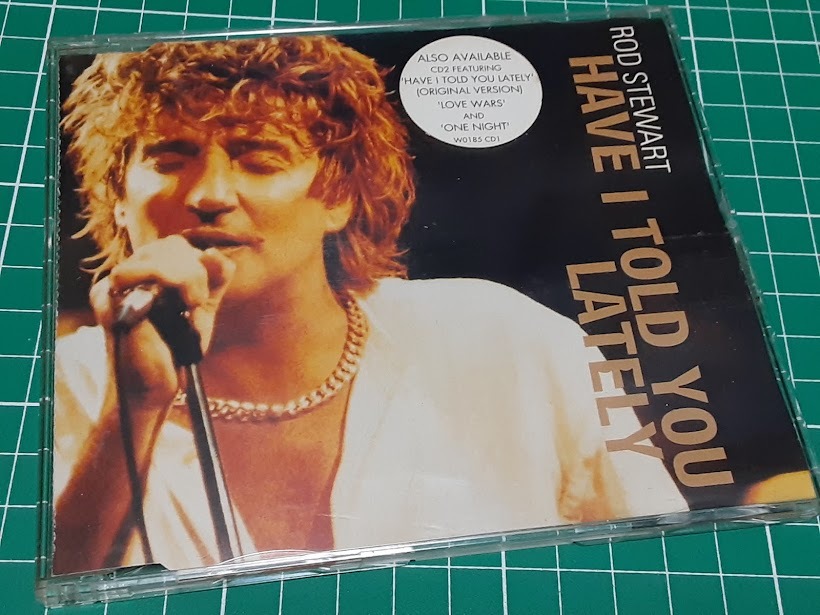 ROD STEWART
HAVE I TOLD YOU
LATELY
ALSO AVAILABLE
CD2 FEATURING
'HAVE I TOLD YOU LATELY'
(ORIGINAL VERSION)
'LOVE WARS'
AND
'ONE NIGHT'
W0185 CD1